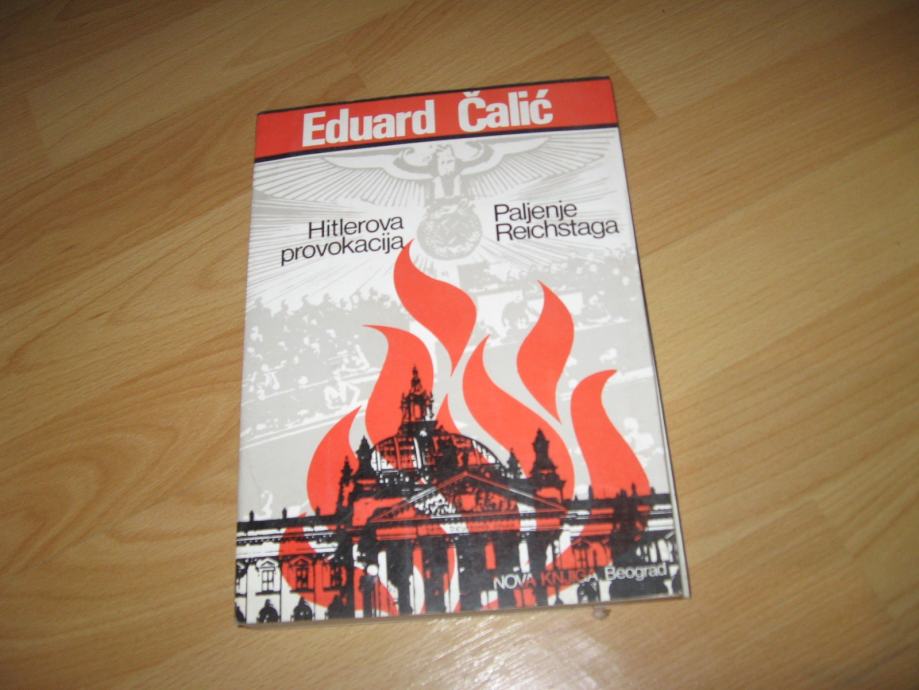 Eduard Čalić
Hitlerova
provokacija
Paljenje
Reichstaga
NOVA KNJIGA, Beograd